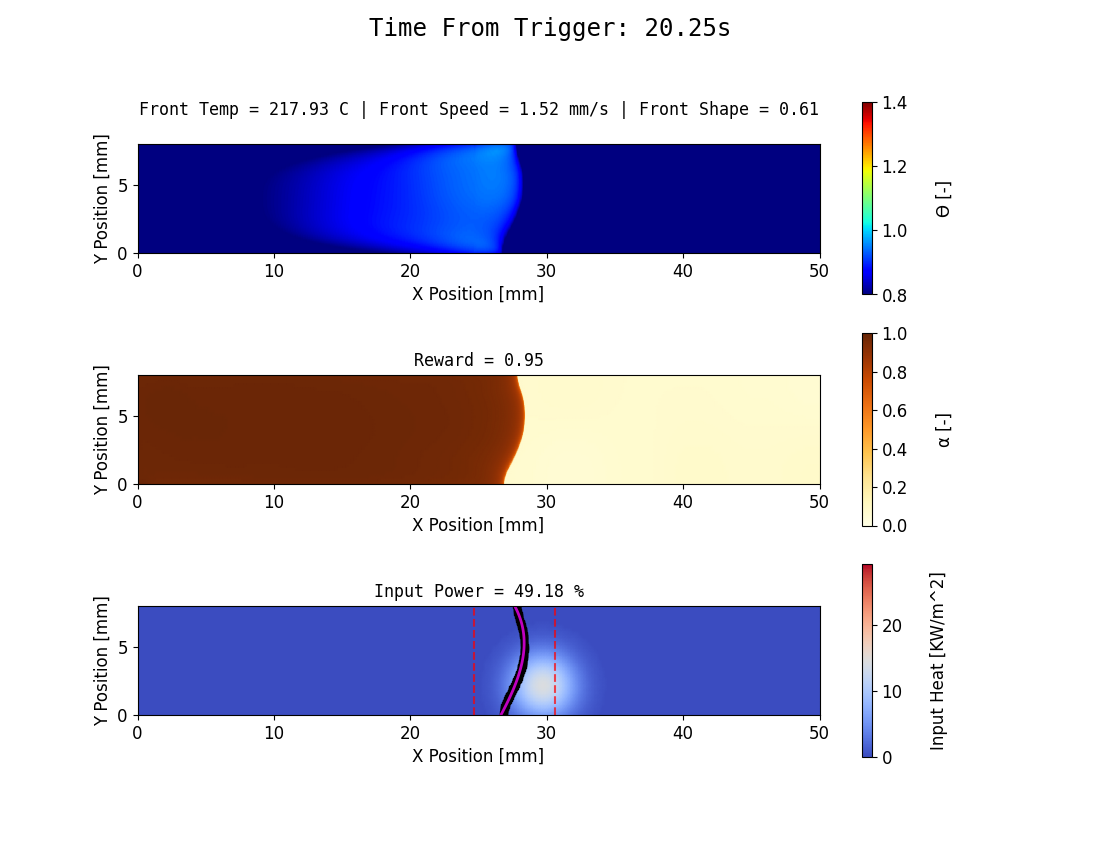 Time From Trigger: 20.25s
Front Temp = 217.93 C | Front Speed = 1.52 mm/s | Front Shape = 0.61
Y Position [mm]
5
0
0 10 20 30 40 50
X Position [mm]
1.4
1.2
1.0
0.8
Θ [-]
Reward = 0.95
Y Position [mm]
5
0
0 10 20 30 40 50
X Position [mm]
1.0
0.8
0.6
0.4
0.2
0.0
α [-]
Input Power = 49.18 %
Y Position [mm]
5
0
0 10 20 30 40 50
X Position [mm]
20
10
0
Input Heat [KW/m^2]